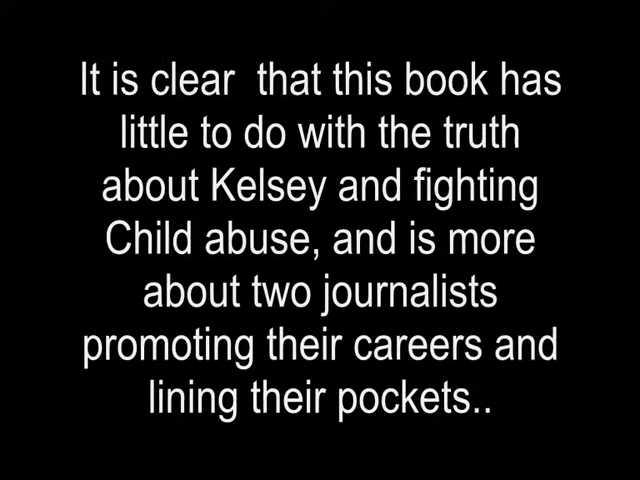 It is clear  that this book has
little to do with the truth
about Kelsey and fighting
Child abuse, and is more
about two journalists
promoting their careers and
lining their pockets..